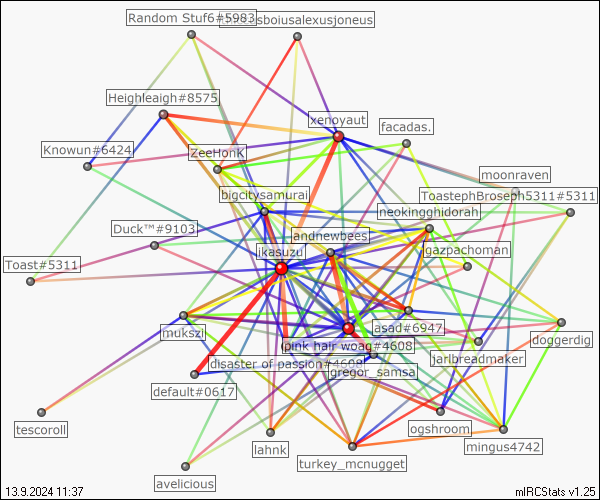 Random Stuf6#5983
sboiusalexusjoneus
Heighleaigh#8575
xenoyaut
facadas.
Knowun#6424
ZeeHonK
moonraven
bigcitysamurai
ToastephBroseph5311#5311
neokingghidorah
Duck™#9103
andnewbees
ikasuzu
gazpachoman
Toast#5311
mukszi
asad#6947
doggerdig
(pink hair woag#4608
jarlbreadmaker
disaster of passion#4608
gregor_samsa
default#0617
tescoroll
ogshroom
lahnk
mingus4742
turkey_mcnugget
avelicious
13.9.2024 11:37
mIRCStats v1.25